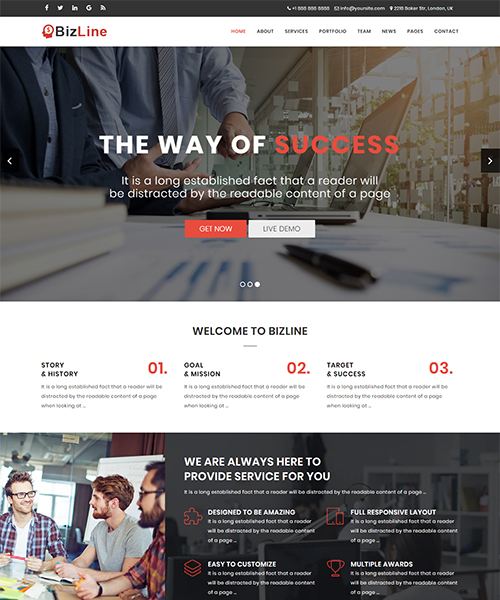 +1 888 888 8888 info@yoursite.com 221B Baker Str, London, UK
BizLine
HOME ABOUT SERVICES PORTFOLIO TEAM NEWS PAGES CONTACT
THE WAY OF SUCCESS
It is a long established fact that a reader will
be distracted by the readable content of a page
GET NOW LIVE DEMO
WELCOME TO BIZLINE
STORY
& HISTORY
01.
It is a long established fact that a reader will be
distracted by the readable content of a page
when looking at ...
GOAL
& MISSION
02.
It is a long established fact that a reader will be
distracted by the readable content of a page
when looking at ...
TARGET
& SUCCESS
03.
It is a long established fact that a reader will be
distracted by the readable content of a page
when looking at ...
WE ARE ALWAYS HERE TO
PROVIDE SERVICE FOR YOU
It is a long established fact that a reader will be distracted by the readable content of a page ...
DESIGNED TO BE AMAZING
It is a long established fact that a reader
will be distracted by the readable content
of a page ...
FULL RESPONSIVE LAYOUT
It is a long established fact that a reader
will be distracted by the readable content
of a page ...
EASY TO CUSTOMIZE
It is a long established fact that a reader
will be distracted by the readable content
of a page ...
MULTIPLE AWARDS
It is a long established fact that a reader
will be distracted by the readable content
of a page ...